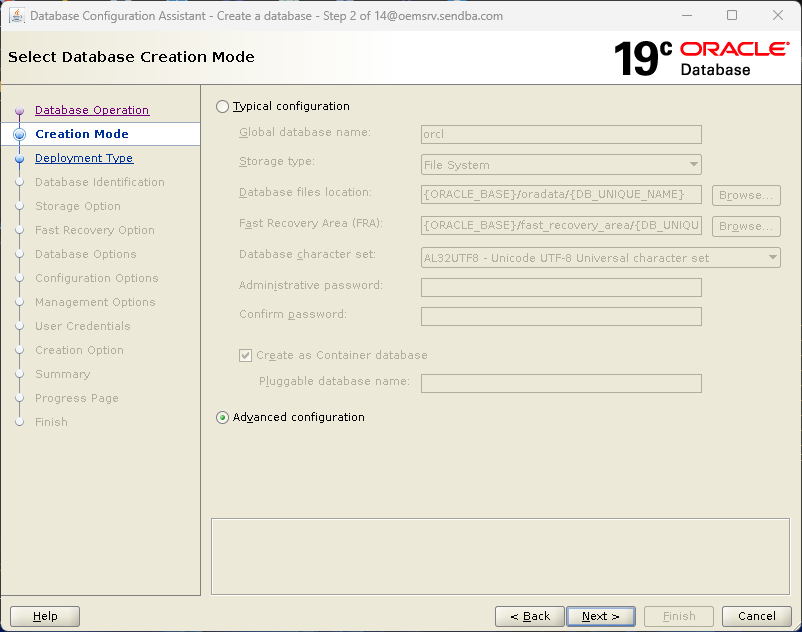 Database Configuration Assistant - Create a database - Step 2 of 14@oemsrv.sendba.com
Select Database Creation Mode
19c ORACLE
Database
Database Operation
Creation Mode
Deployment Type
Database Identification
Storage Option
Fast Recovery Option
Database Options
Configuration Options
Management Options
User Credentials
Creation Option
Summary
Progress Page
Finish
Typical configuration
Global database name: orcl
Storage type: File System
Database files location: {ORACLE_BASE}/oradata/{DB_UNIQUE_NAME} Browse...
Fast Recovery Area (FRA): {ORACLE_BASE}/fast_recovery_area/{DB_UNIQU Browse...
Database character set: AL32UTF8 - Unicode UTF-8 Universal character set
Administrative password:
Confirm password:
Create as Container database
Pluggable database name:
Advanced configuration
Help < Back Next > Finish Cancel